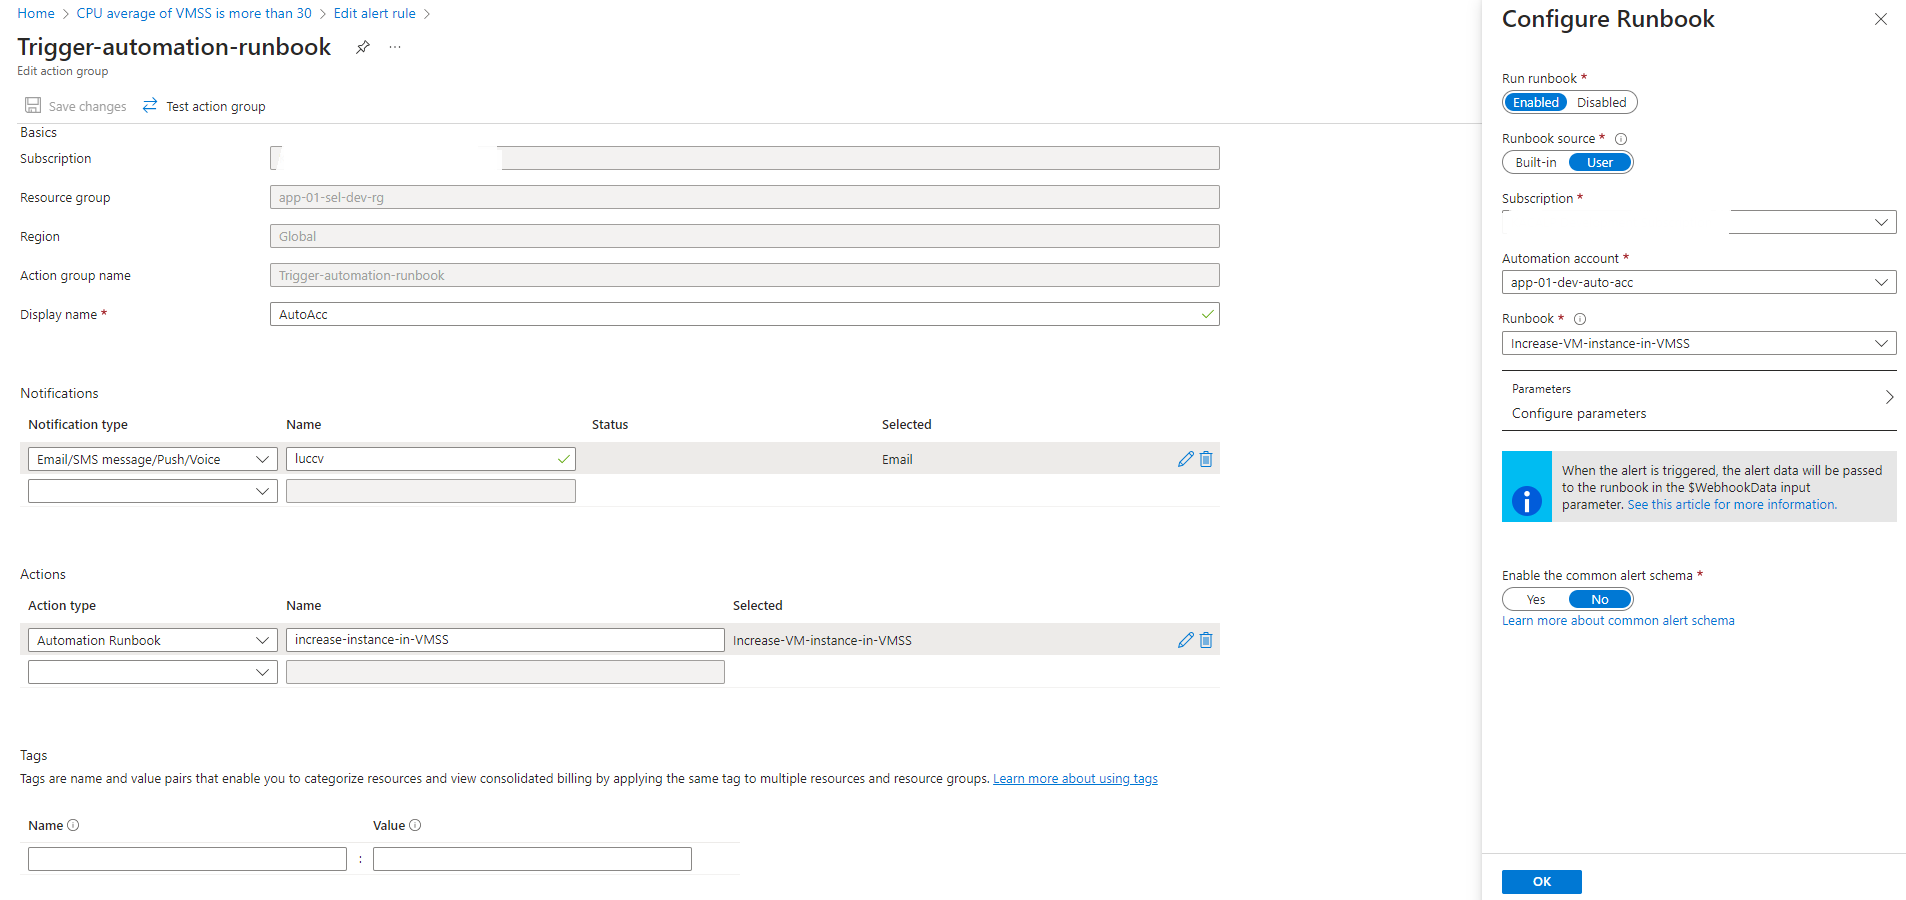 Home > CPU average of VMSS is more than 30 > Edit alert rule >
Trigger-automation-runbook ...
Edit action group
Save changes Test action group
Basics
Subscription
Resource group app-01-sel-dev-rg
Region Global
Action group name Trigger-automation-runbook
Display name * AutoAcc
Notifications
Notification type Name Status Selected
Email/SMS message/Push/Voice luccv Email
Actions
Action type Name Selected
Automation Runbook increase-instance-in-VMSS Increase-VM-instance-in-VMSS
Tags
Tags are name and value pairs that enable you to categorize resources and view consolidated billing by applying the same tag to multiple resources and resource groups. Learn more about using tags
Name Value
:
Configure Runbook
Run runbook *
Enabled Disabled
Runbook source *
Built-in User
Subscription *
Automation account *
app-01-dev-auto-acc
Runbook *
Increase-VM-instance-in-VMSS
Parameters
Configure parameters
When the alert is triggered, the alert data will be passed
to the runbook in the $WebhookData input
parameter. See this article for more information.
Enable the common alert schema *
Yes No
Learn more about common alert schema
OK